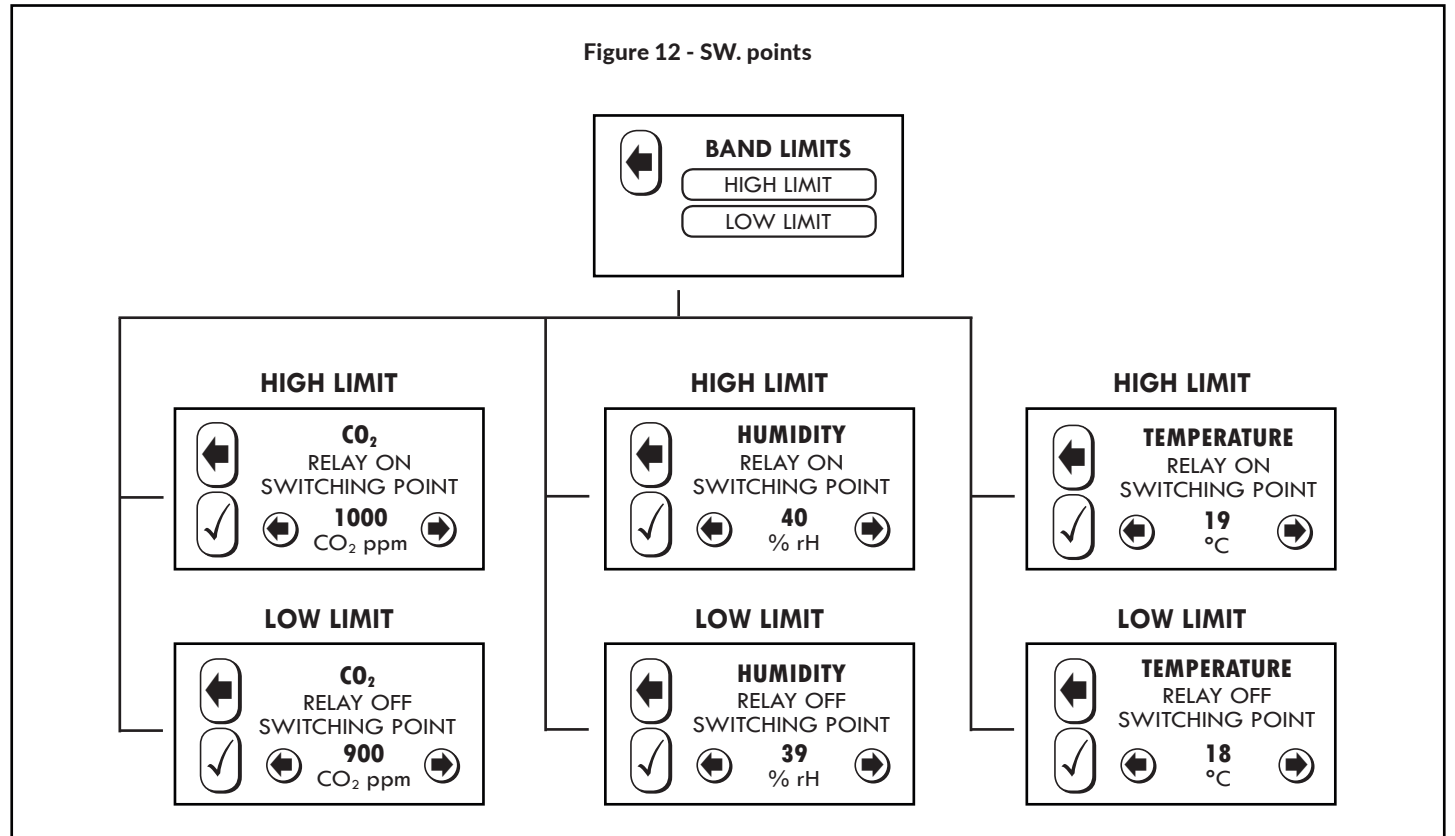 Figure 12 - SW. points
BAND LIMITS
HIGH LIMIT
LOW LIMIT
HIGH LIMIT
CO₂
RELAY ON
SWITCHING POINT
1000
CO₂ ppm
HIGH LIMIT
HUMIDITY
RELAY ON
SWITCHING POINT
40
% rH
HIGH LIMIT
TEMPERATURE
RELAY ON
SWITCHING POINT
19
°C
LOW LIMIT
CO₂
RELAY OFF
SWITCHING POINT
900
CO₂ ppm
LOW LIMIT
HUMIDITY
RELAY OFF
SWITCHING POINT
39
% rH
LOW LIMIT
TEMPERATURE
RELAY OFF
SWITCHING POINT
18
°C